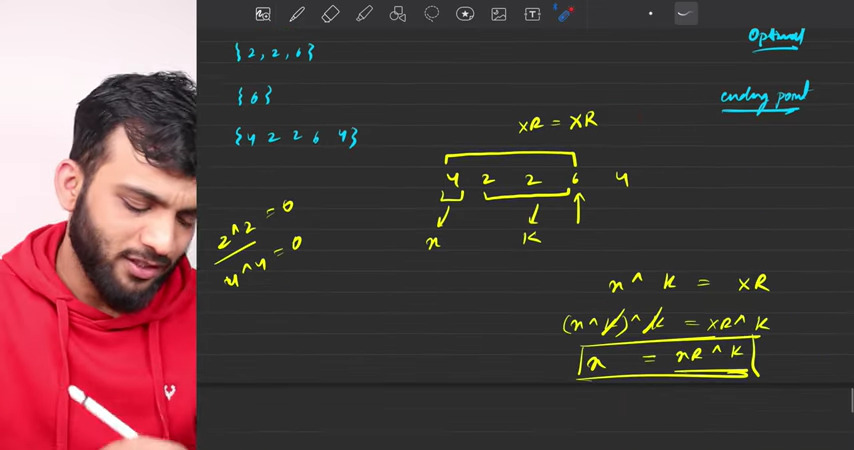 Optimal
{2, 2, 6}
{6}
ending point
{4 2 2 6 4}
XR = XR
4 2 2 6 4
x
K
2^2 = 0
4^4 = 0
x ^ K = XR
(x ^ K) ^ K = XR ^ K
x = XR ^ K
T